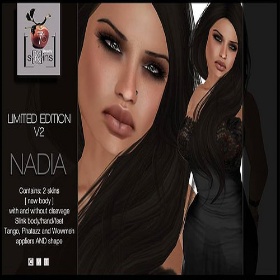 skins
LIMITED EDITION
V2
NADIA
Contains: 2 skins
[ new body ]
with and without cleavage
Slink body/hand/feet
Tango, Phatazz and Wowmeh
appliers AND shape